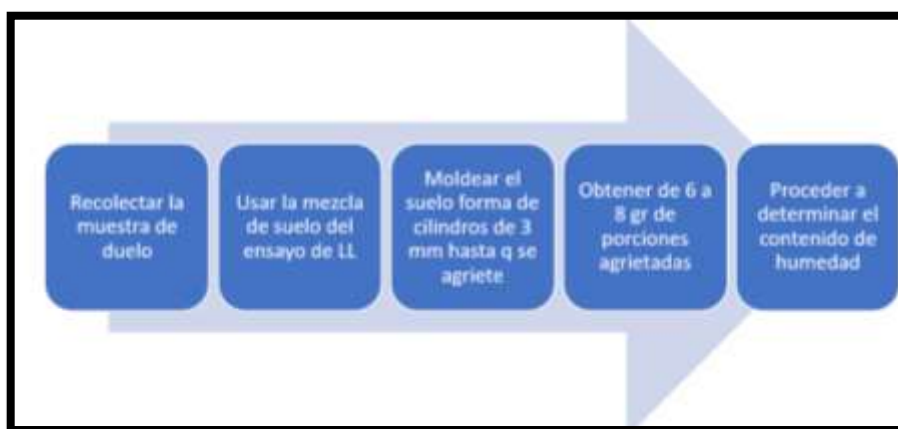 Recolectar la
muestra de
duelo
Usar la mezcla
de suelo del
ensayo de LL
Moldear el
suelo forma de
cilindros de 3
mm hasta q se
agriete
Obtener de 6 a
8 gr de
porciones
agrietadas
Proceder a
determinar el
contenido de
humedad